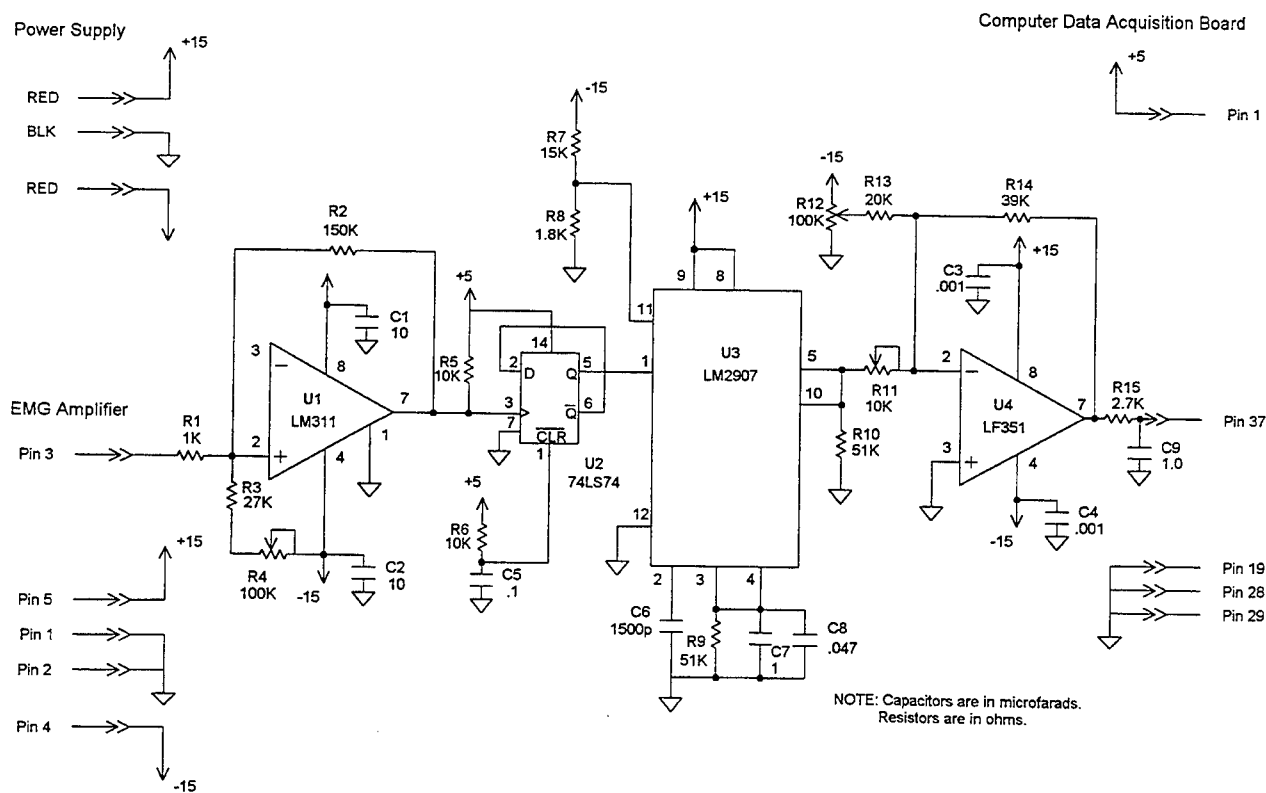 Power Supply
Computer Data Acquisition Board
+15
+5
RED
BLK
RED
Pin 1
-15
R7
15K
R8
1.8K
-15
R12
100K
R13
20K
R14
39K
+15
R2
150K
+5
+15
C3
.001
9
8
11
C1
10
3
8
U1
LM311
7
1
2
4
R5
10K
14
2
D
Q
5
3
Q
6
7
CLR
1
U2
74LS74
1
U3
LM2907
5
10
R11
10K
R10
51K
2
8
U4
LF351
7
3
4
R15
2.7K
Pin 37
C9
1.0
EMG Amplifier
Pin 3
R1
1K
R3
27K
R4
100K
-15
C2
10
+5
R6
10K
C5
.1
12
2
3
4
C6
1500p
R9
51K
C7
1
C8
.047
-15
C4
.001
+15
Pin 5
Pin 1
Pin 2
Pin 4
-15
Pin 19
Pin 28
Pin 29
NOTE: Capacitors are in microfarads.
Resistors are in ohms.